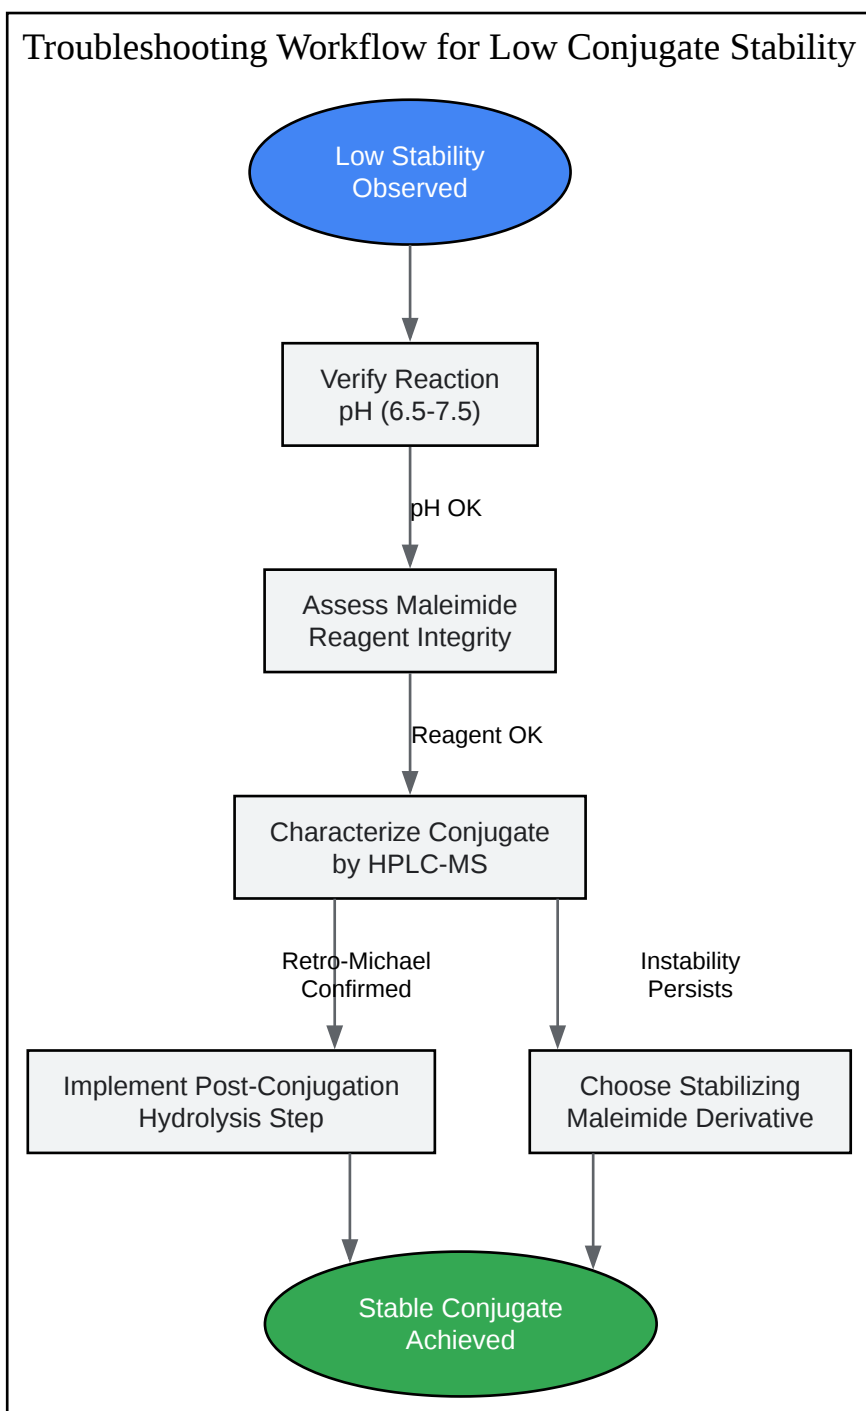 Troubleshooting Workflow for Low Conjugate Stability
Low Stability
Observed
Verify Reaction
pH (6.5-7.5)
pH OK
Assess Maleimide
Reagent Integrity
Reagent OK
Characterize Conjugate
by HPLC-MS
Retro-Michael
Confirmed
Instability
Persists
Implement Post-Conjugation
Hydrolysis Step
Choose Stabilizing
Maleimide Derivative
Stable Conjugate
Achieved